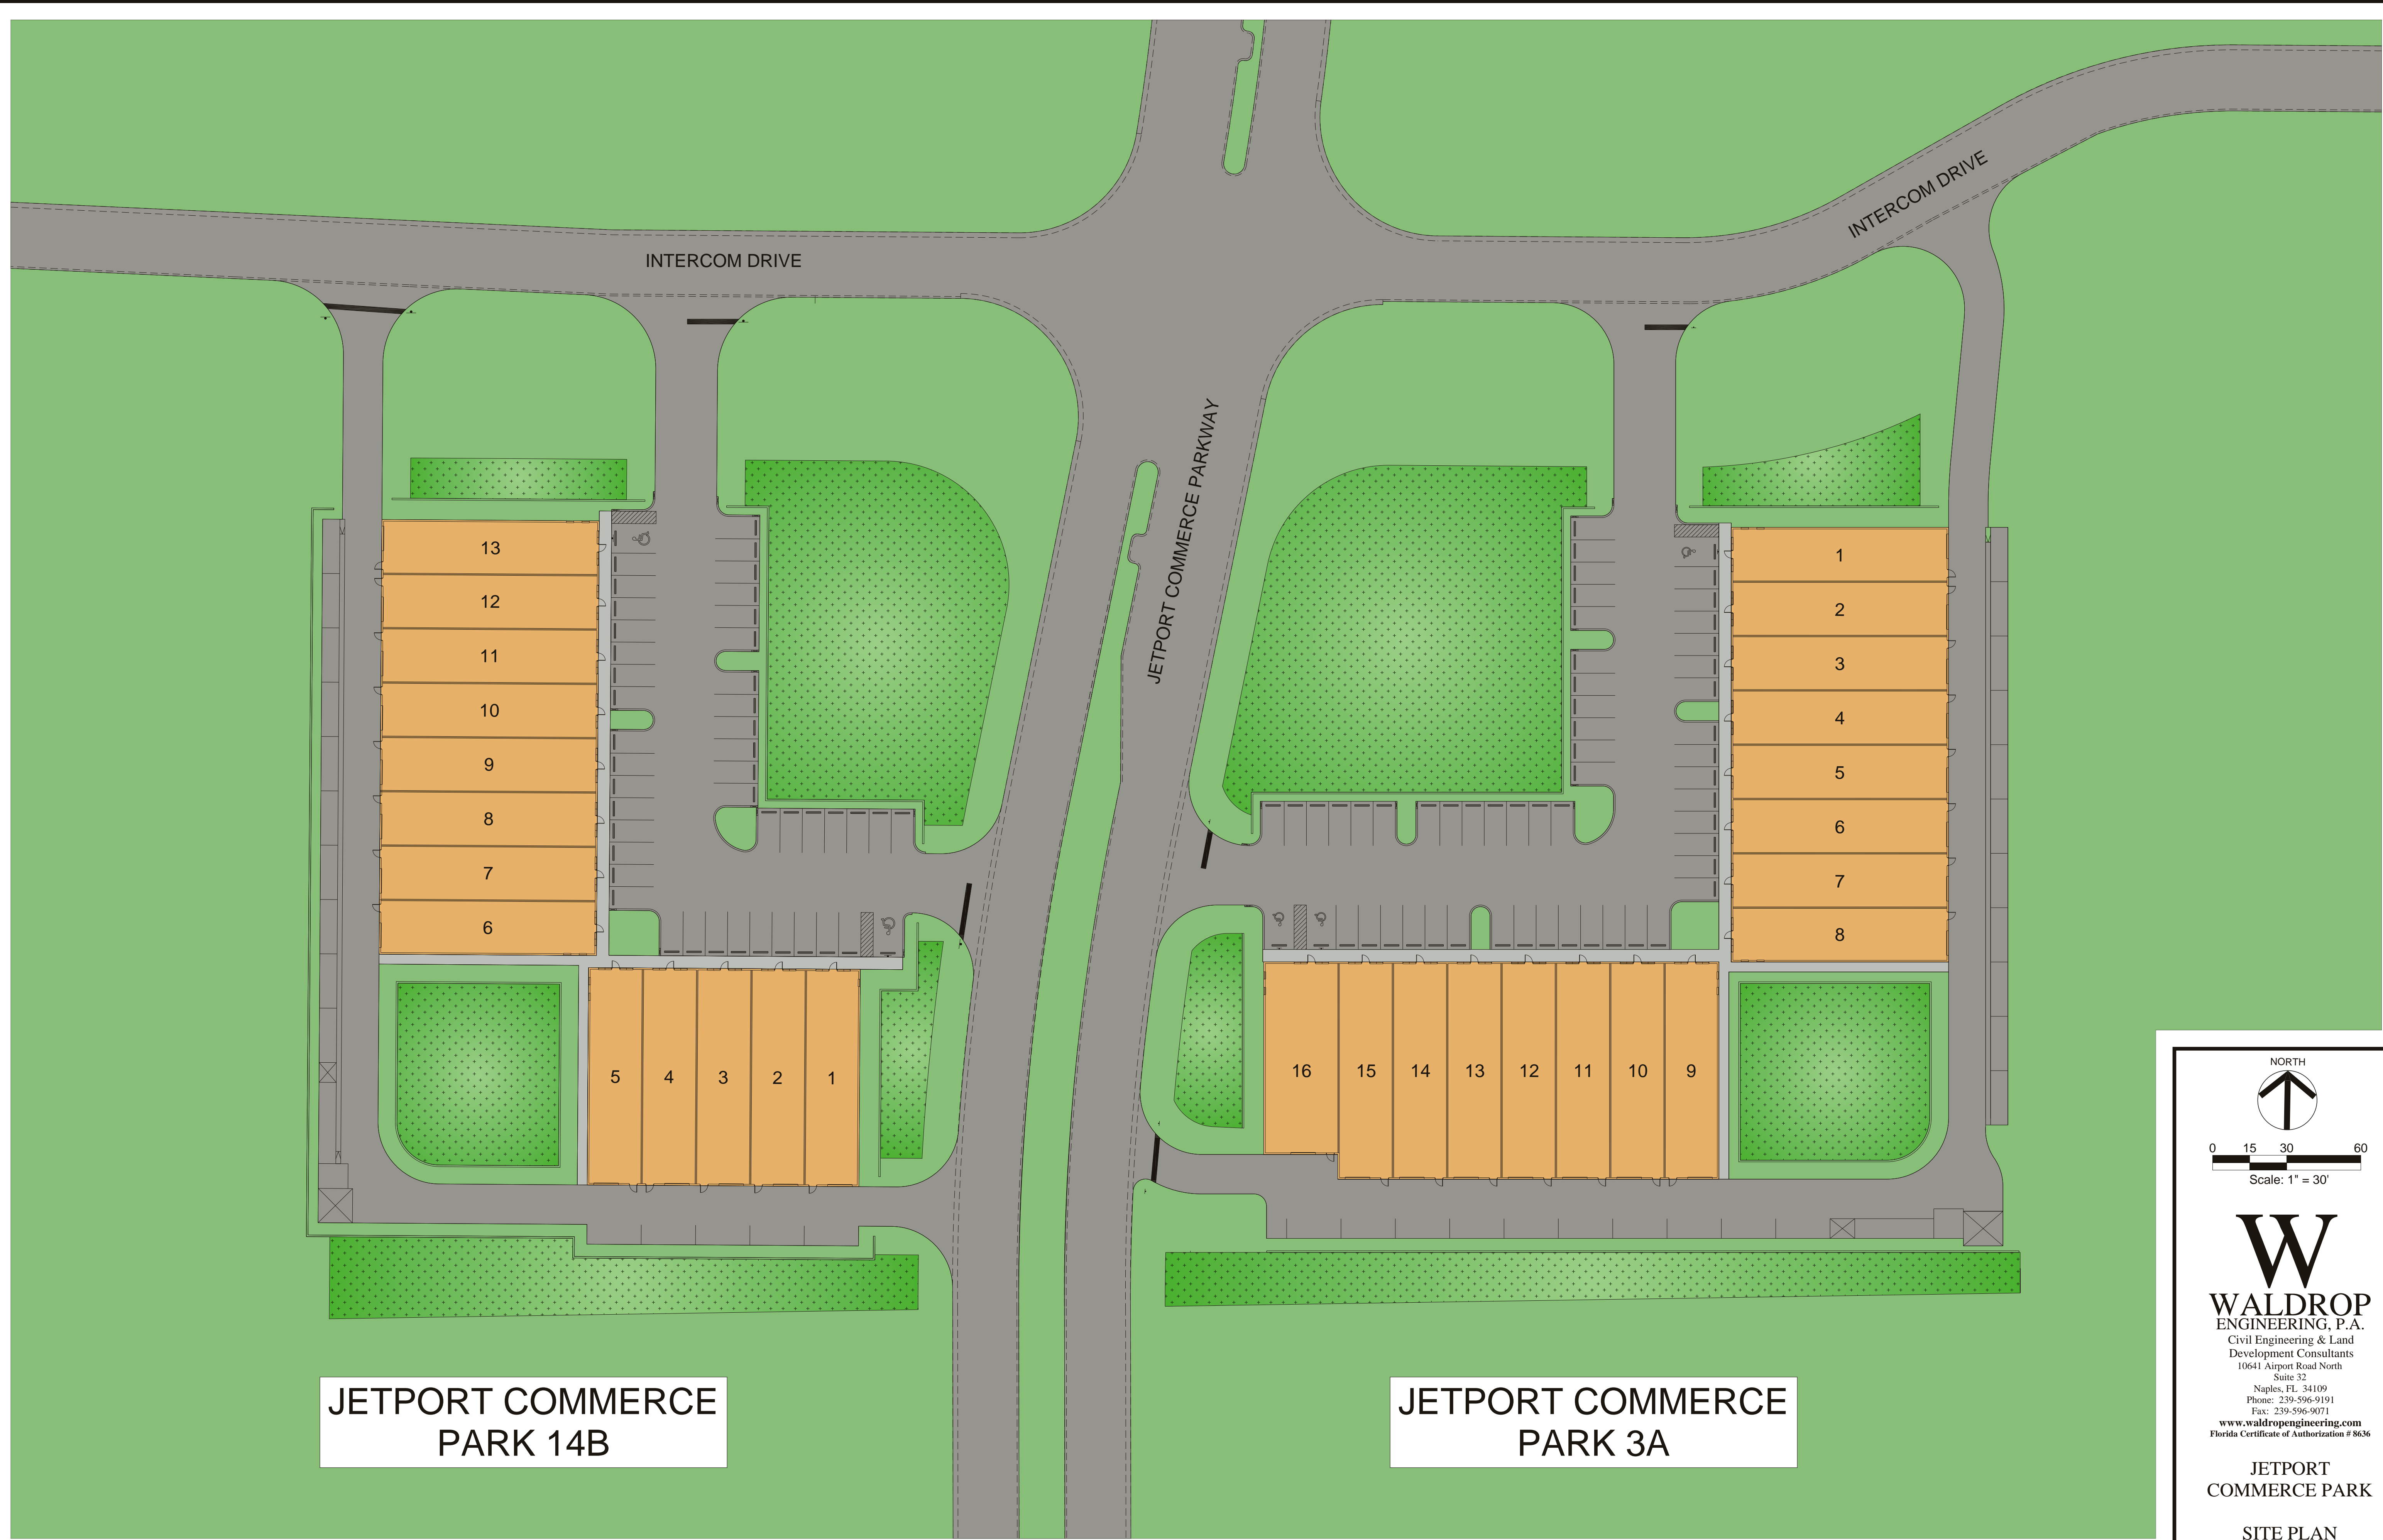 INTERCOM DRIVE
INTERCOM DRIVE
JETPORT COMMERCE PARKWAY
13
12
11
10
9
8
7
6
5 4 3 2 1
1
2
3
4
5
6
7
8
16 15 14 13 12 11 10 9
JETPORT COMMERCE
PARK 14B
JETPORT COMMERCE
PARK 3A
NORTH
0 15 30 60
Scale: 1" = 30'
W
WALDROP
ENGINEERING, P.A.
Civil Engineering & Land
Development Consultants
10641 Airport Road North
Suite 32
Naples, FL 34109
Phone: 239-596-9191
Fax: 239-596-9071
www.waldropengineering.com
Florida Certificate of Authorization # 8636
JETPORT
COMMERCE PARK
SITE PLAN